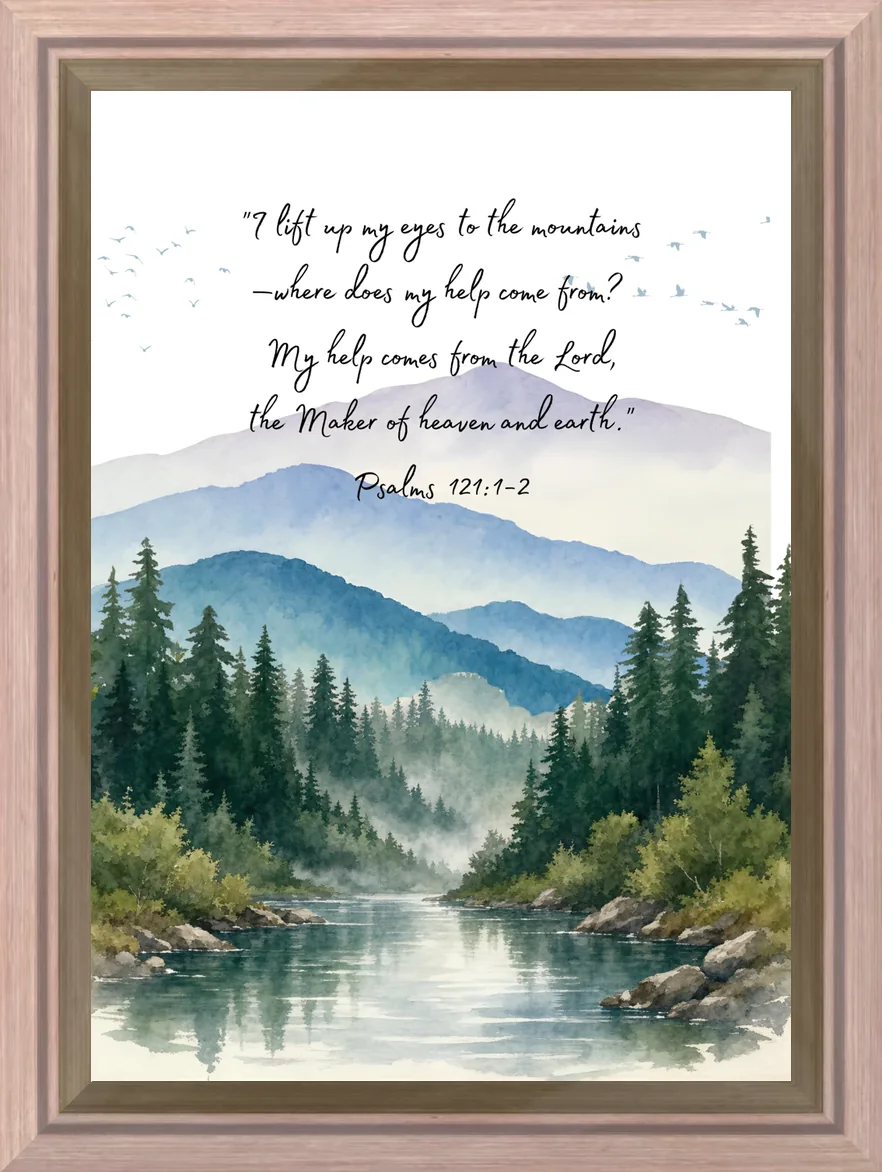 "I lift up my eyes to the mountains
—where does my help come from?
My help comes from the Lord,
the Maker of heaven and earth."
Psalms 121:1-2